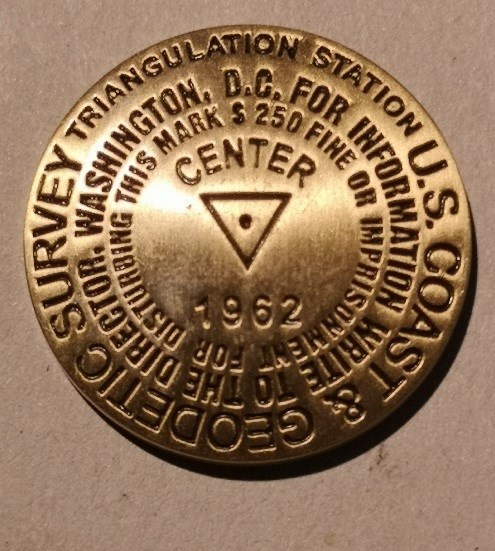 TRIANGULATION STATION
U.S. COAST & GEODETIC SURVEY
FOR INFORMATION WRITE TO THE DIRECTOR, WASHINGTON, D.C.
$ 250 FINE OR IMPRISONMENT FOR DISTURBING THIS MARK
CENTER
1962